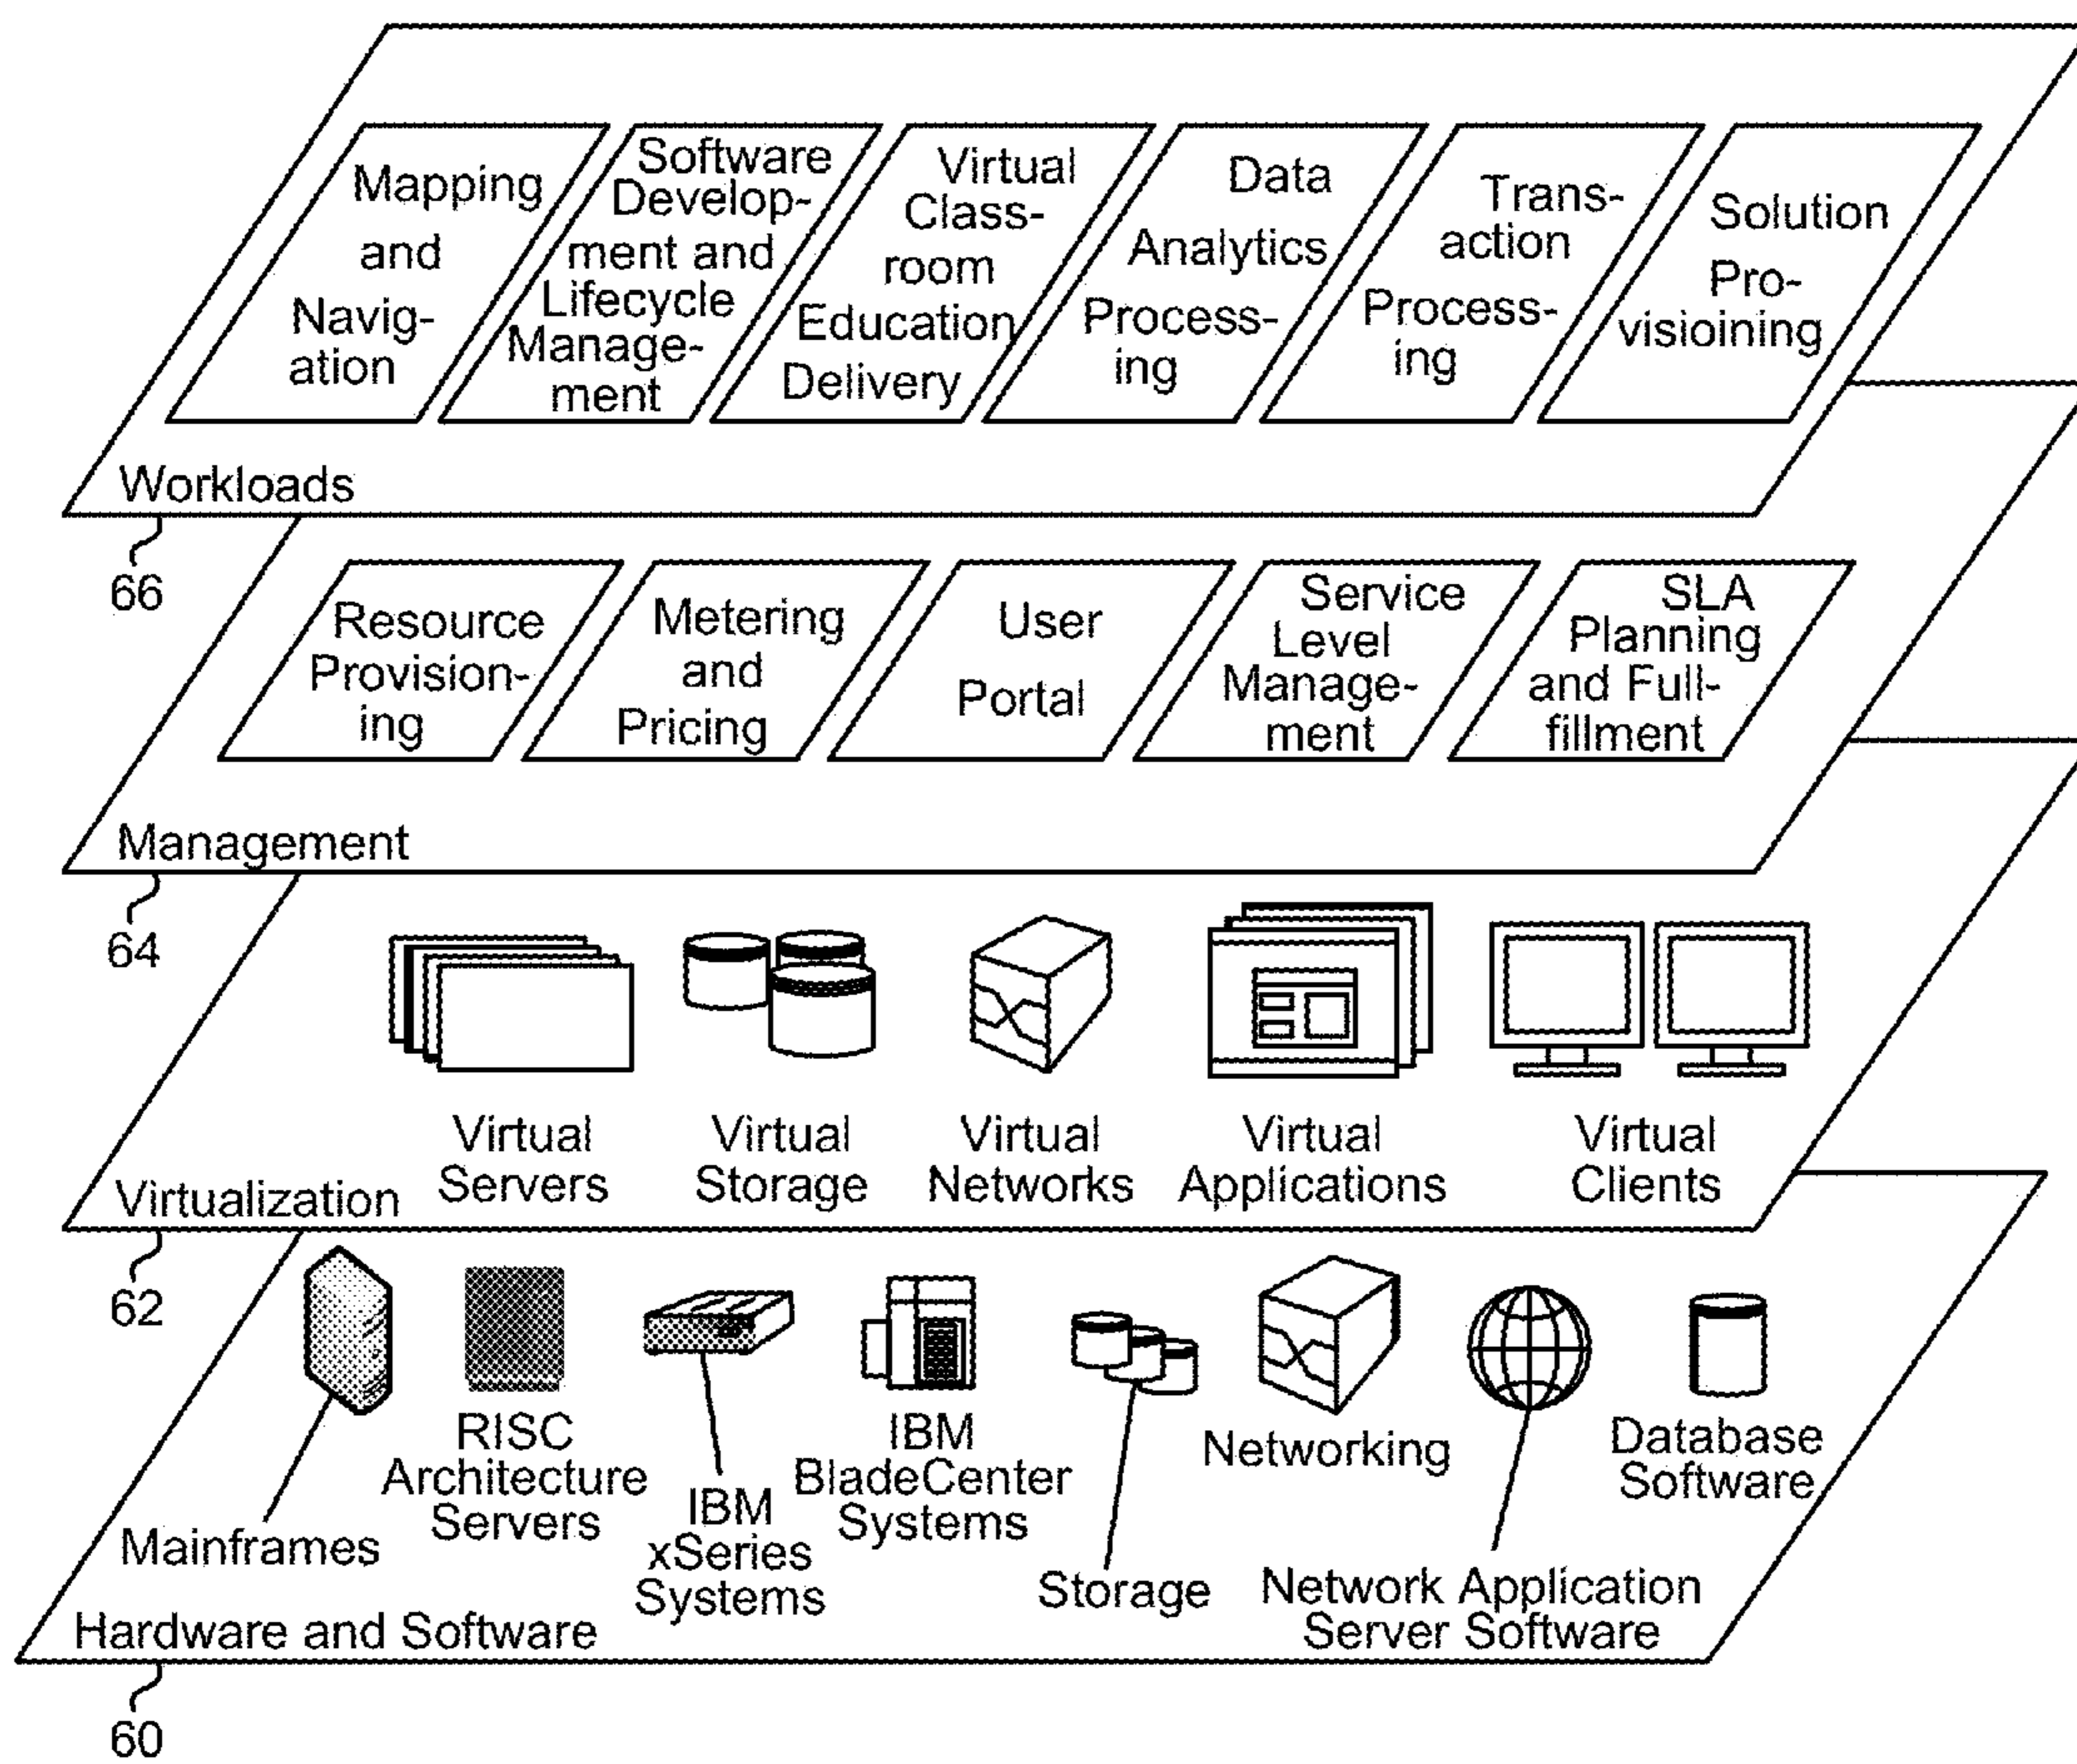 Mapping
and
Navig-
ation
Software
Develop-
ment and
Lifecycle
Manage-
ment
Virtual
Class-
room
Education
Delivery
Data
Analytics
Process-
ing
Trans-
action
Process-
ing
Solution
Pro-
visioining
Workloads
66
Resource
Provision-
ing
Metering
and
Pricing
User
Portal
Service
Level
Manage-
ment
SLA
Planning
and Full-
fillment
Management
64
Virtual
Servers
Virtual
Storage
Virtual
Networks
Virtual
Applications
Virtual
Clients
Virtualization
62
Mainframes
RISC
Architecture
Servers
IBM
xSeries
Systems
IBM
BladeCenter
Systems
Storage
Networking
Network Application
Server Software
Database
Software
Hardware and Software
60